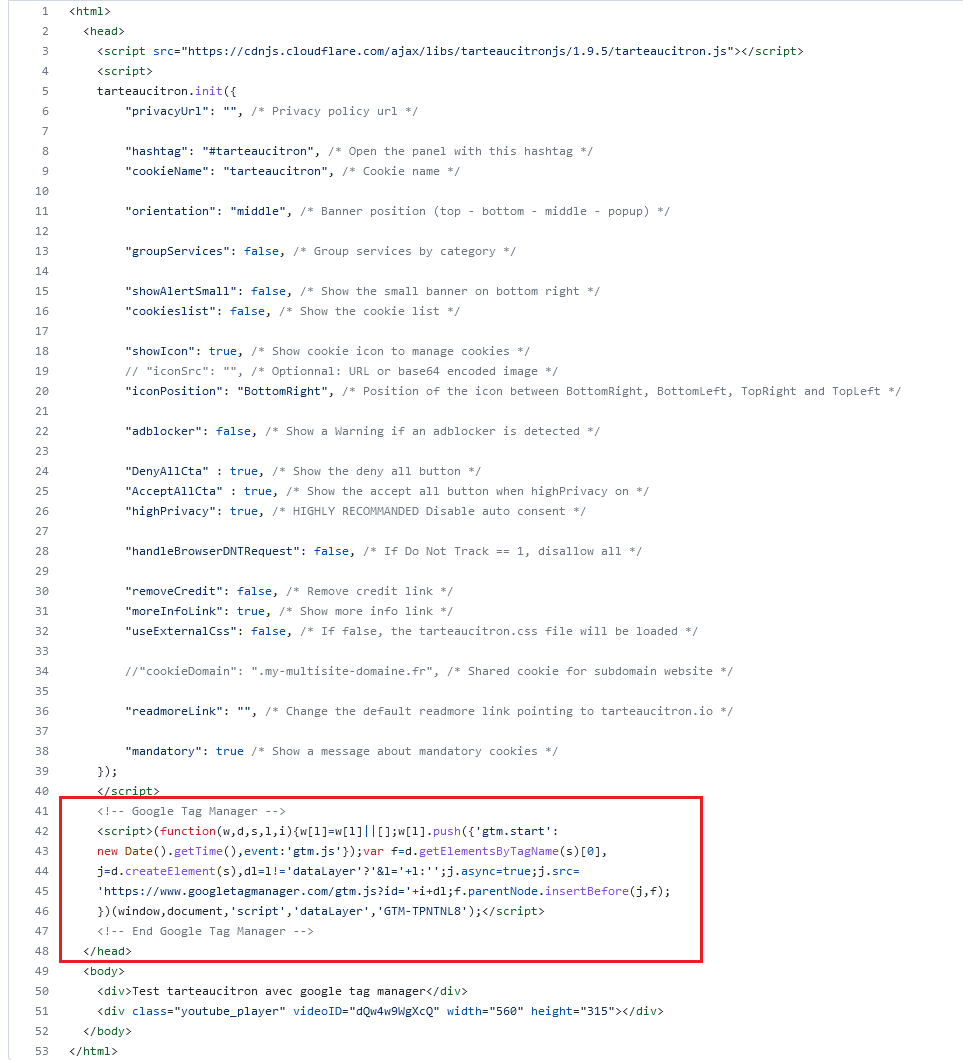 1 <html>
2 <head>
3 <script src="https://cdnjs.cloudflare.com/ajax/libs/tarteaucitronjs/1.9.5/tarteaucitron.js"></script>
4 <script>
5 tarteaucitron.init({
6 "privacyUrl": "", /* Privacy policy url */
7
8 "hashtag": "#tarteaucitron", /* Open the panel with this hashtag */
9 "cookieName": "tarteaucitron", /* Cookie name */
10
11 "orientation": "middle", /* Banner position (top - bottom - middle - popup) */
12
13 "groupServices": false, /* Group services by category */
14
15 "showAlertSmall": false, /* Show the small banner on bottom right */
16 "cookieslist": false, /* Show the cookie list */
17
18 "showIcon": true, /* Show cookie icon to manage cookies */
19 // "iconSrc": "", /* Optionnal: URL or base64 encoded image */
20 "iconPosition": "BottomRight", /* Position of the icon between BottomRight, BottomLeft, TopRight and TopLeft */
21
22 "adblocker": false, /* Show a Warning if an adblocker is detected */
23
24 "DenyAllCta" : true, /* Show the deny all button */
25 "AcceptAllCta" : true, /* Show the accept all button when highPrivacy on */
26 "highPrivacy": true, /* HIGHLY RECOMMANDED Disable auto consent */
27
28 "handleBrowserDNTRequest": false, /* If Do Not Track == 1, disallow all */
29
30 "removeCredit": false, /* Remove credit link */
31 "moreInfoLink": true, /* Show more info link */
32 "useExternalCss": false, /* If false, the tarteaucitron.css file will be loaded */
33
34 //"cookieDomain": ".my-multisite-domaine.fr", /* Shared cookie for subdomain website */
35
36 "readmoreLink": "", /* Change the default readmore link pointing to tarteaucitron.io */
37
38 "mandatory": true /* Show a message about mandatory cookies */
39 });
40 </script>
41 <!-- Google Tag Manager -->
42 <script>(function(w,d,s,l,i){w[l]=w[l]||[];w[l].push({'gtm.start':
43 new Date().getTime(),event:'gtm.js'});var f=d.getElementsByTagName(s)[0],
44 j=d.createElement(s),dl=l!='dataLayer'?'&l='+l:'';j.async=true;j.src=
45 'https://www.googletagmanager.com/gtm.js?id='+i+dl;f.parentNode.insertBefore(j,f);
46 })(window,document,'script','dataLayer','GTM-TPNTNL8');</script>
47 <!-- End Google Tag Manager -->
48 </head>
49 <body>
50 <div>Test tarteaucitron avec google tag manager</div>
51 <div class="youtube_player" videoID="dQw4w9WgXcQ" width="560" height="315"></div>
52 </body>
53 </html>